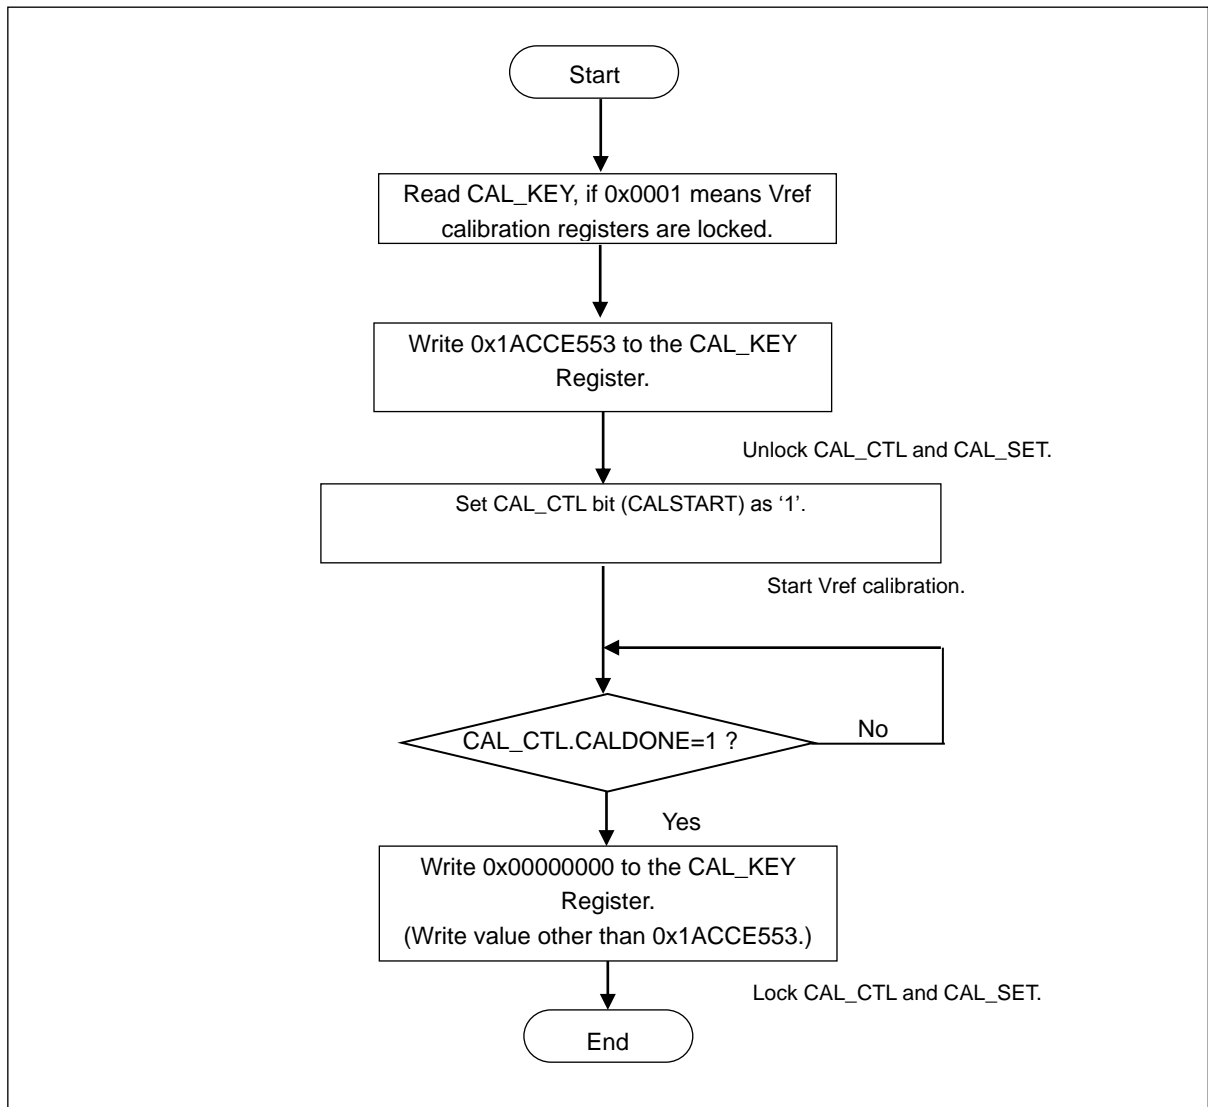 Start
Read CAL_KEY, if 0x0001 means Vref
calibration registers are locked.
Write 0x1ACCE553 to the CAL_KEY
Register.
Unlock CAL_CTL and CAL_SET.
Set CAL_CTL bit (CALSTART) as ‘1’.
Start Vref calibration.
CAL_CTL.CALDONE=1 ?
No
Yes
Write 0x00000000 to the CAL_KEY
Register.
(Write value other than 0x1ACCE553.)
Lock CAL_CTL and CAL_SET.
End